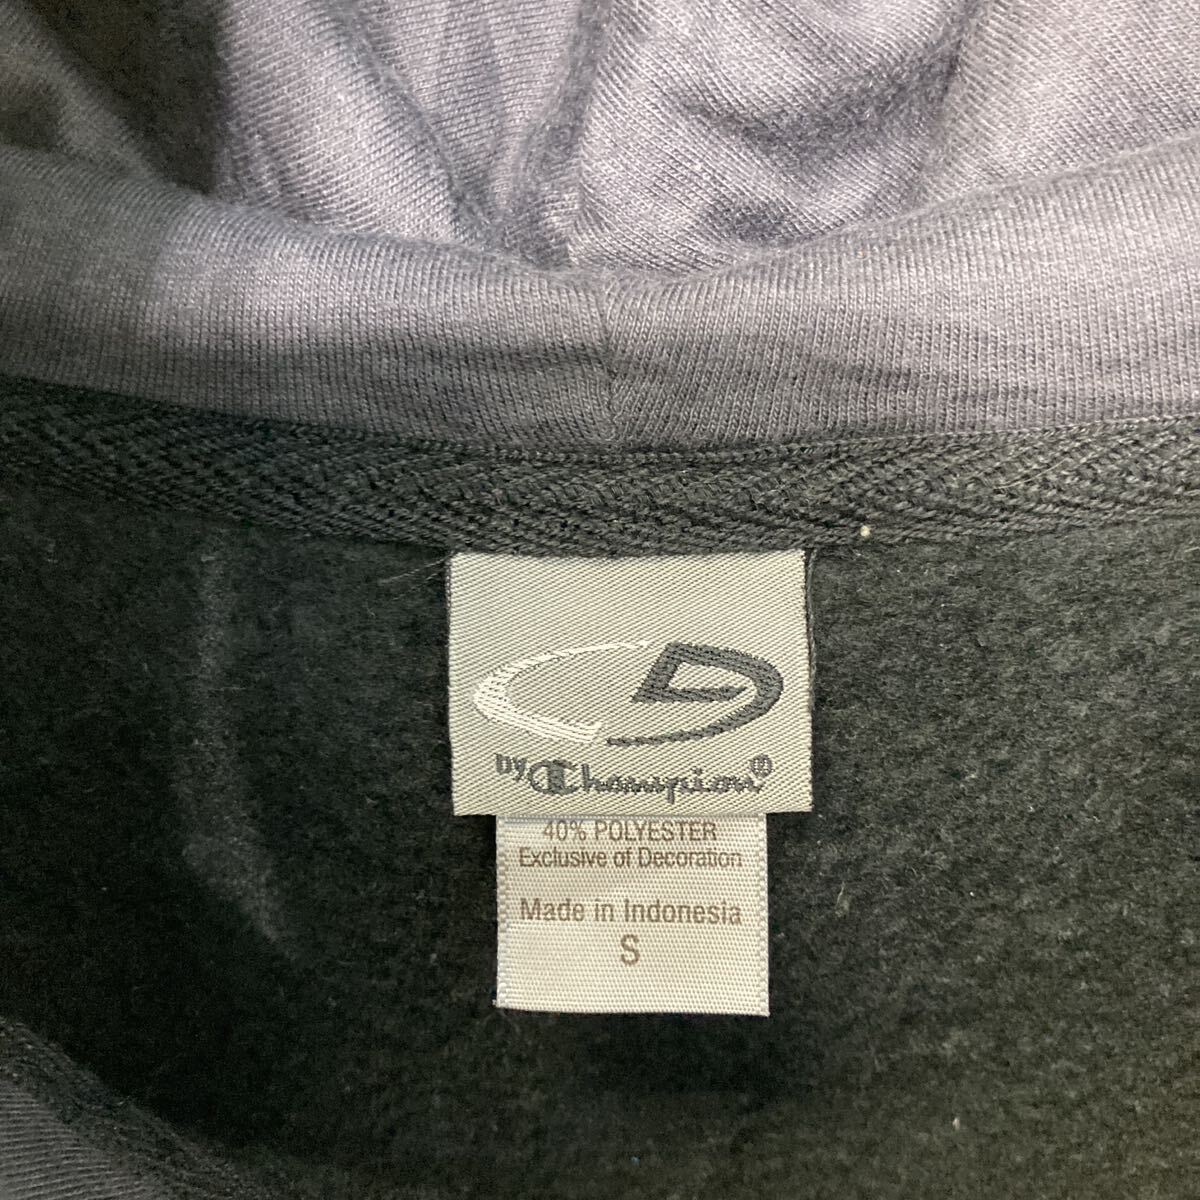 by Champion®
40% POLYESTER
Exclusive of Decoration
Made in Indonesia
S